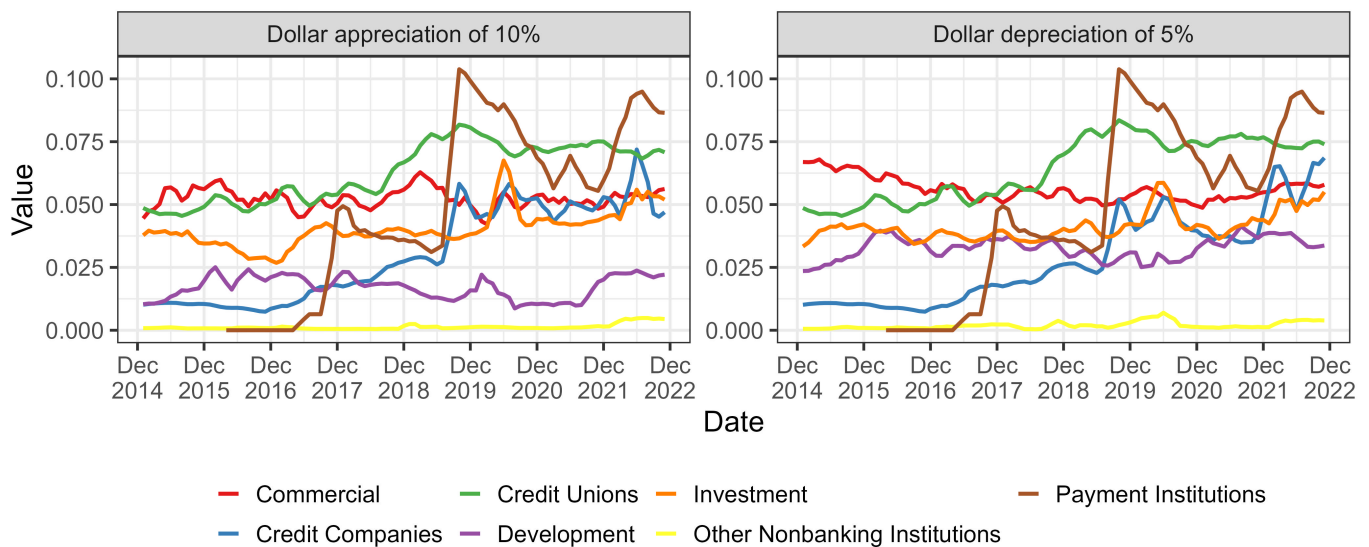 Dollar appreciation of 10%
Dollar depreciation of 5%
Value
0.100
0.075
0.050
0.025
0.000
0.100
0.075
0.050
0.025
0.000
Dec Dec Dec Dec Dec Dec Dec Dec Dec
2014 2015 2016 2017 2018 2019 2020 2021 2022
Dec Dec Dec Dec Dec Dec Dec Dec Dec
2014 2015 2016 2017 2018 2019 2020 2021 2022
Date
Commercial Credit Unions Investment Payment Institutions
Credit Companies Development Other Nonbanking Institutions